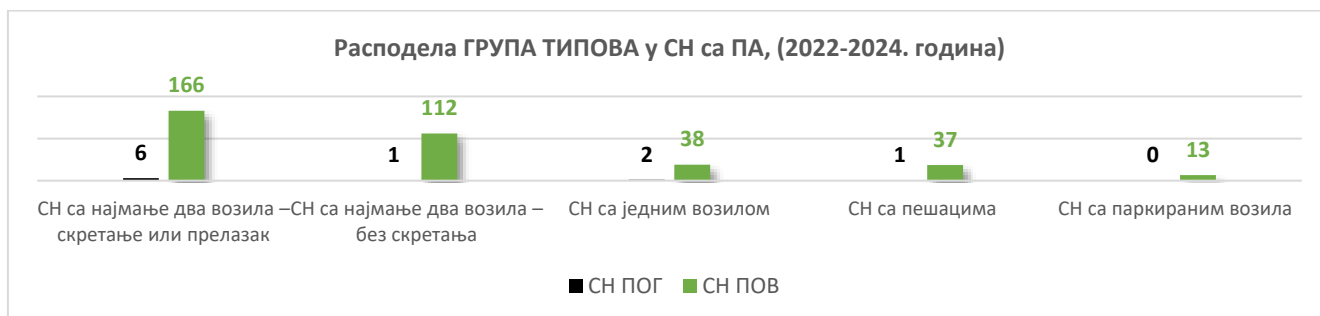 Расподела ГРУПА ТИПОВА у СН са ПА, (2022-2024. година)
166
112
6
1
2
38
1
37
0
13
СН са најмање два возила –
скретање или прелазак
СН са најмање два возила –
без скретања
СН са једним возилом
СН са пешацима
СН са паркираним возила
СН ПОГ
СН ПОВ